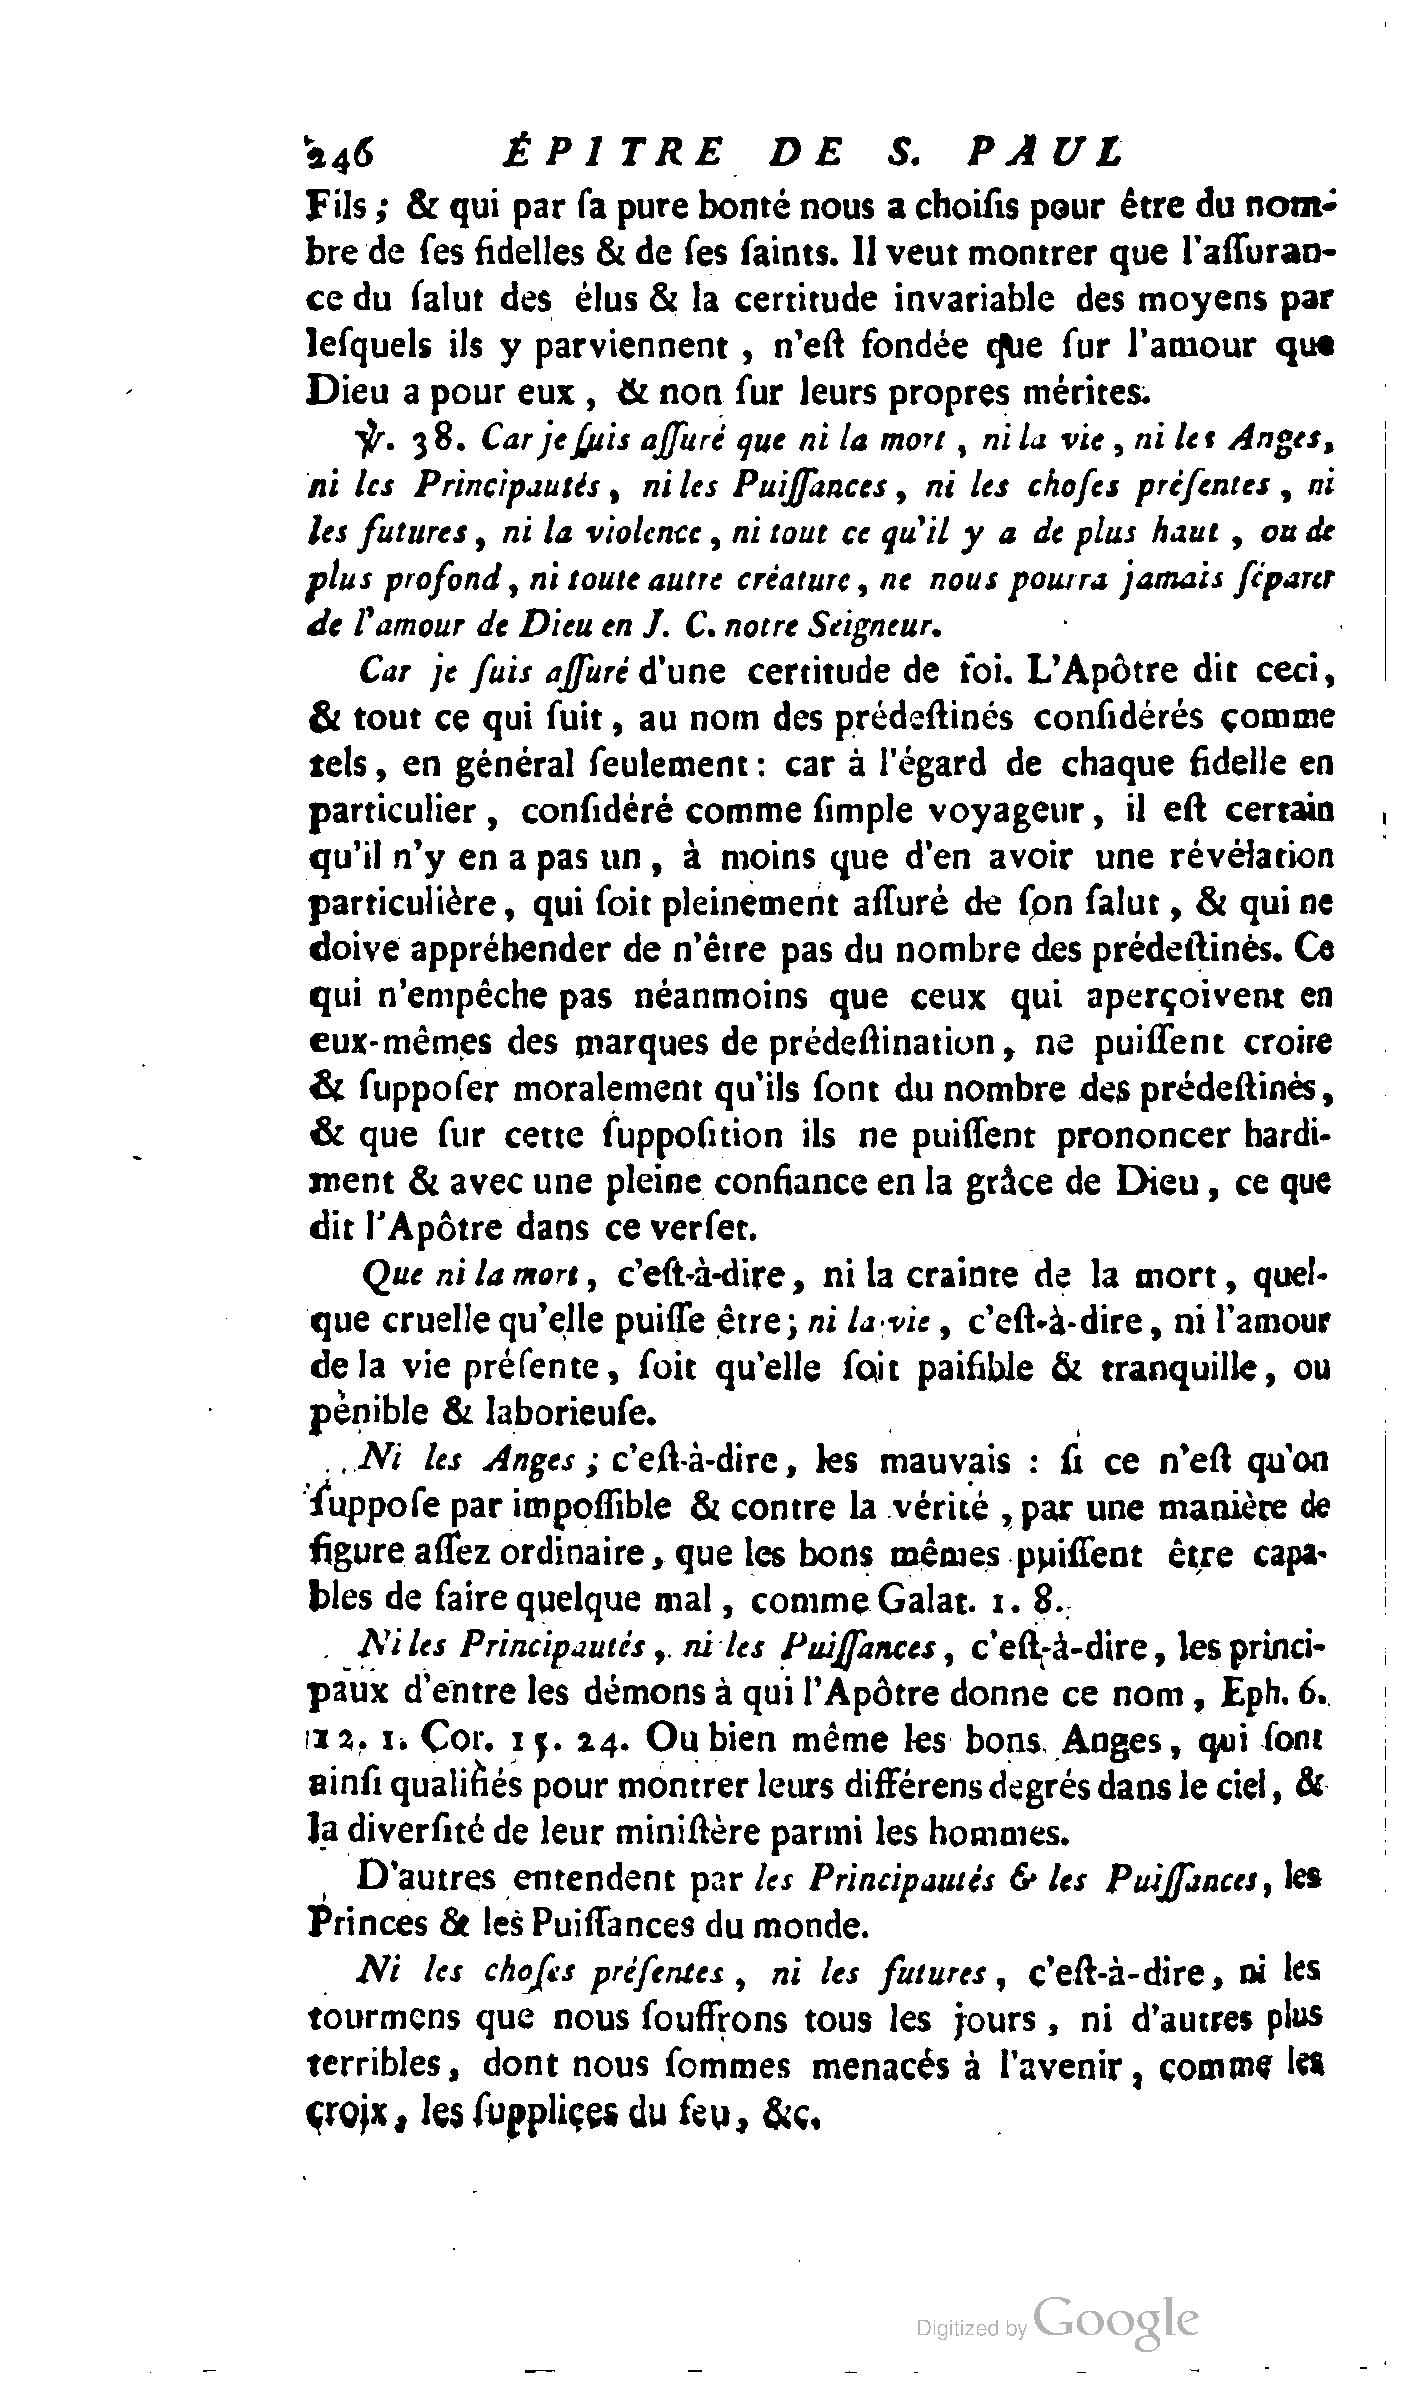 246 ÉPITRE DE S. PAUL
Fils ; & qui par ſa pure bonté nous a choiſis pour être du nom-
bre de ſes fidelles & de ſes ſaints. Il veut montrer que l'aſſuran-
ce du ſalut des élus & la certitude invariable des moyens par
leſquels ils y parviennent , n'eſt fondée que ſur l'amour que
Dieu a pour eux , & non ſur leurs propres mérites.
℣. 38. Car je ſuis aſſuré que ni la mort , ni la vie , ni les Anges,
ni les Principautés , ni les Puiſſances , ni les choſes préſentes , ni
les futures , ni la violence , ni tout ce qu'il y a de plus haut , ou de
plus profond , ni toute autre créature , ne nous pourra jamais ſéparer
de l'amour de Dieu en J. C. notre Seigneur.
Car je ſuis aſſuré d'une certitude de foi. L'Apôtre dit ceci,
& tout ce qui ſuit , au nom des prédeſtinés conſidérés comme
tels , en général ſeulement : car à l'égard de chaque fidelle en
particulier , conſidéré comme ſimple voyageur , il eſt certain
qu'il n'y en a pas un , à moins que d'en avoir une révélation
particulière , qui ſoit pleinement aſſuré de ſon ſalut , & qui ne
doive appréhender de n'être pas du nombre des prédeſtinés. Ce
qui n'empêche pas néanmoins que ceux qui aperçoivent en
eux-mêmes des marques de prédeſtination , ne puiſſent croire
& ſuppoſer moralement qu'ils ſont du nombre des prédeſtinés ,
& que ſur cette ſuppoſition ils ne puiſſent prononcer hardi-
ment & avec une pleine confiance en la grâce de Dieu , ce que
dit l'Apôtre dans ce verſet.
Que ni la mort , c'eſt-à-dire , ni la crainte de la mort , quel-
que cruelle qu'elle puiſſe être ; ni la vie , c'eſt-à-dire , ni l'amour
de la vie préſente , ſoit qu'elle ſoit paiſible & tranquille , ou
pénible & laborieuſe.
Ni les Anges ; c'eſt-à-dire , les mauvais : ſi ce n'eſt qu'on
ſuppoſe par impoſſible & contre la vérité , par une manière de
figure aſſez ordinaire , que les bons mêmes puiſſent être capa-
bles de faire quelque mal , comme Galat. 1. 8.
Ni les Principautés , ni les Puiſſances , c'eſt-à-dire , les princi-
paux d'entre les démons à qui l'Apôtre donne ce nom , Eph. 6.
12. 1. Cor. 15. 24. Ou bien même les bons Anges , qui ſont
ainſi qualifiés pour montrer leurs différens degrés dans le ciel , &
la diverſité de leur miniſtère parmi les hommes.
D'autres entendent par les Principautés & les Puiſſances , les
Princes & les Puiſſances du monde.
Ni les choſes préſentes , ni les futures , c'eſt-à-dire , ni les
tourmens que nous ſouffrons tous les jours , ni d'autres plus
terribles , dont nous ſommes menacés à l'avenir , comme les
croix , les ſupplices du feu , &c.
Digitized by Google